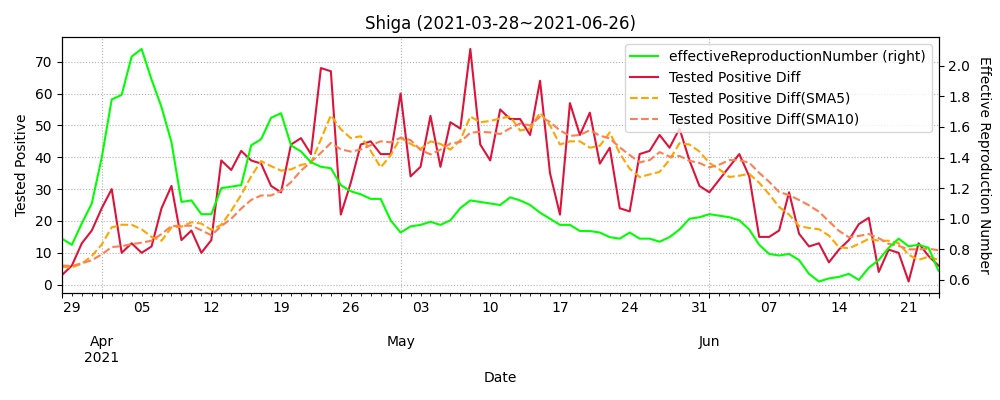 Shiga (2021-03-28~2021-06-26)
effectiveReproductionNumber (right)
Tested Positive Diff
Tested Positive Diff(SMA5)
Tested Positive Diff(SMA10)
Tested Positive
70
60
50
40
30
20
10
0
2.0
1.8
1.6
1.4
1.2
1.0
0.8
0.6
Effective Reproduction Number
29 05 12 19 26 03 10 17 24 31 07 14 21
Apr May Jun
2021
Date